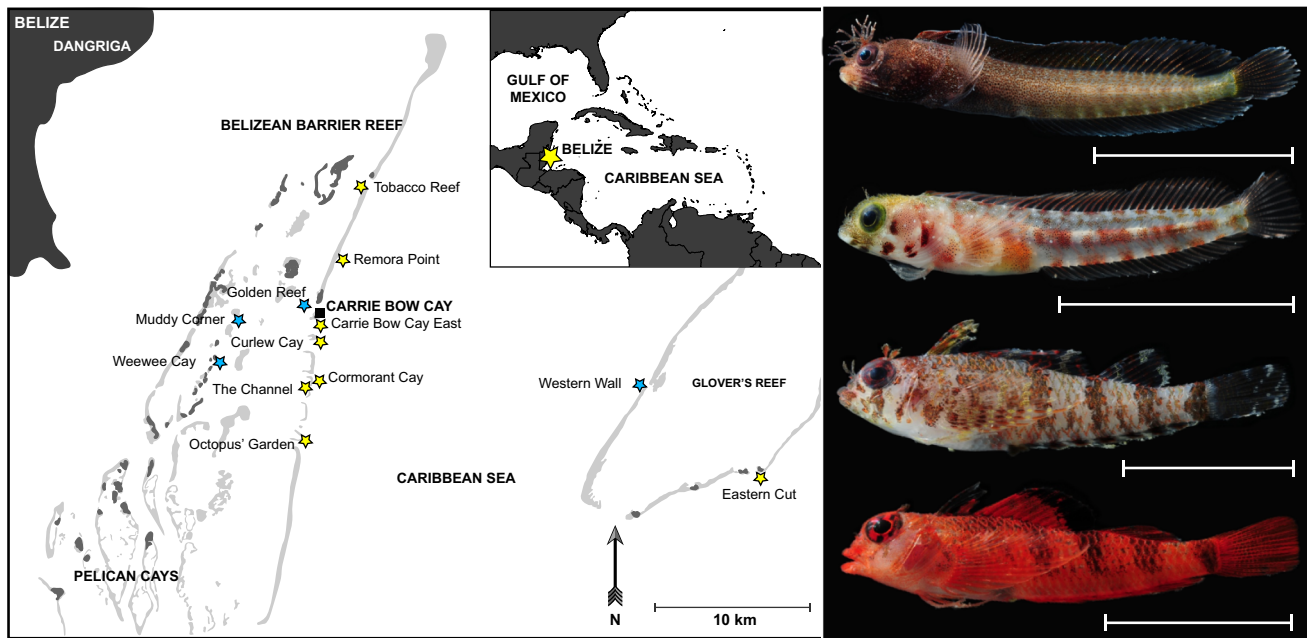 BELIZE
DANGRIGA
BELIZEAN BARRIER REEF
GULF OF
MEXICO
BELIZE
CARIBBEAN SEA
Tobacco Reef
Remora Point
Golden Reef
CARRIE BOW CAY
Muddy Corner
Carrie Bow Cay East
Curlew Cay
Weewee Cay
Cormorant Cay
The Channel
Western Wall
GLOVER'S REEF
Octopus' Garden
CARIBBEAN SEA
Eastern Cut
PELICAN CAYS
N
10 km